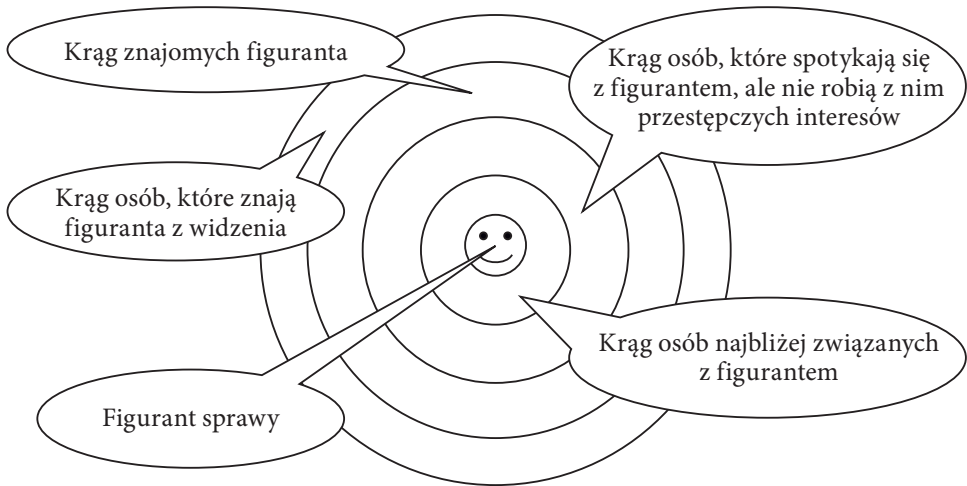 Krąg znajomych figuranta
Krąg osób, które spotykają się
z figurantem, ale nie robią z nim
przestępczych interesów
Krąg osób, które znają
figuranta z widzenia
Krąg osób najbliżej związanych
z figurantem
Figurant sprawy